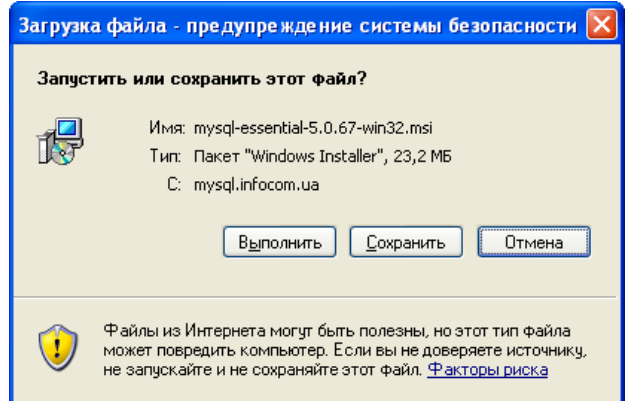 Загрузка файла - предупреждение системы безопасности
Запустить или сохранить этот файл?
Имя: mysql-essential-5.0.67-win32.msi
Тип: Пакет "Windows Installer", 23,2 МБ
С: mysql.infocom.ua
Выполнить Сохранить Отмена
Файлы из Интернета могут быть полезны, но этот тип файла
может повредить компьютер. Если вы не доверяете источнику,
не запускайте и не сохраняйте этот файл. Факторы риска